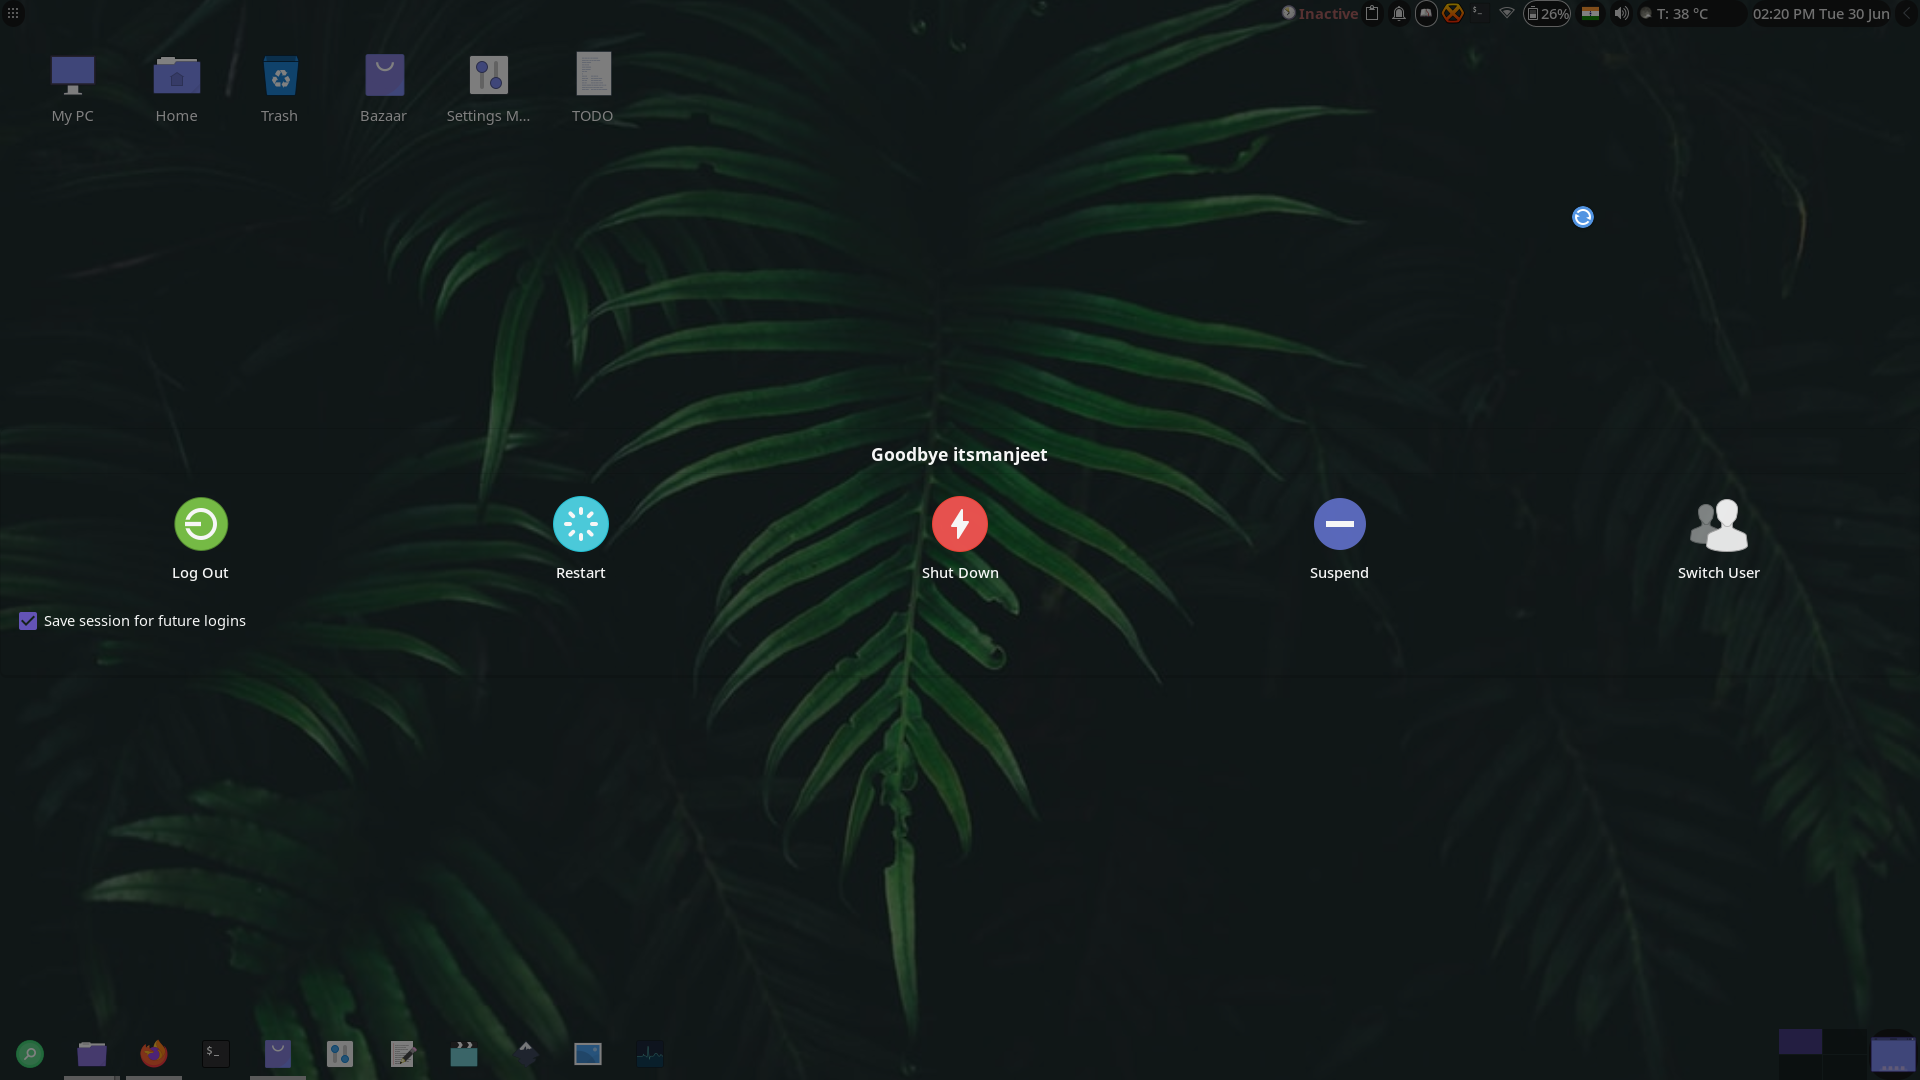 Inactive
26%
T: 38 °C
02:20 PM Tue 30 Jun
My PC
Home
Trash
Bazaar
Settings M...
TODO
Goodbye itsmanjeet
Log Out
Restart
Shut Down
Suspend
Switch User
Save session for future logins
$_